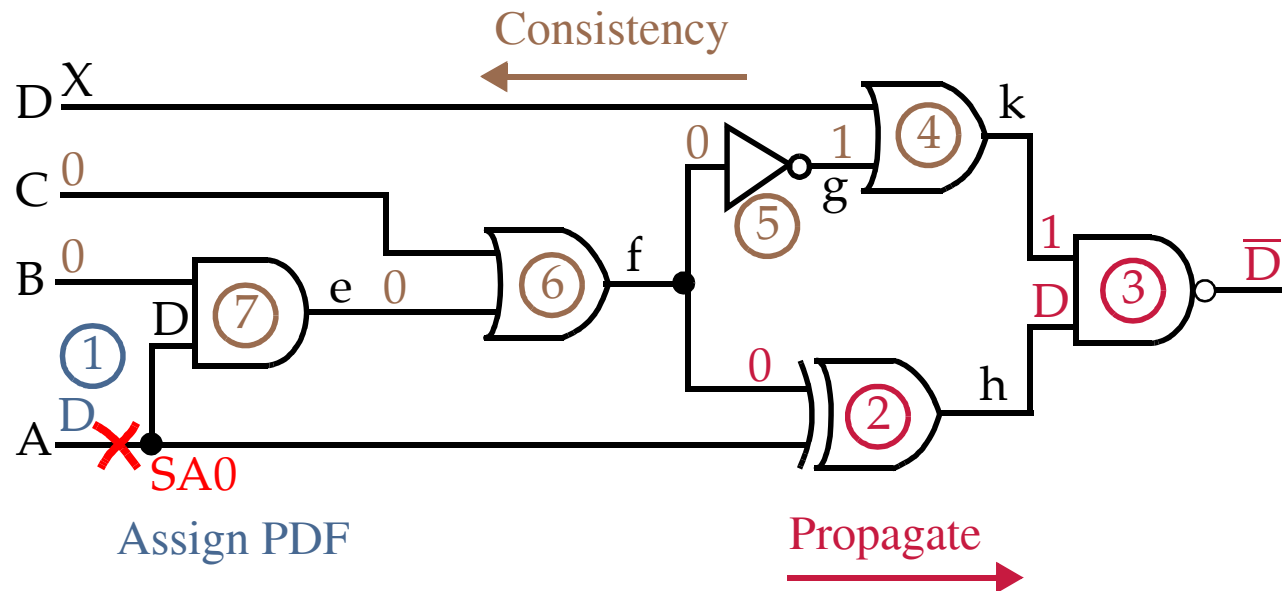 Consistency
D X
k
4
0 1
g
C 0
5
1
D̅
f
6
B 0
e 0
3
D
7
D
1
0
h
2
D
A
SA0
Assign PDF
Propagate